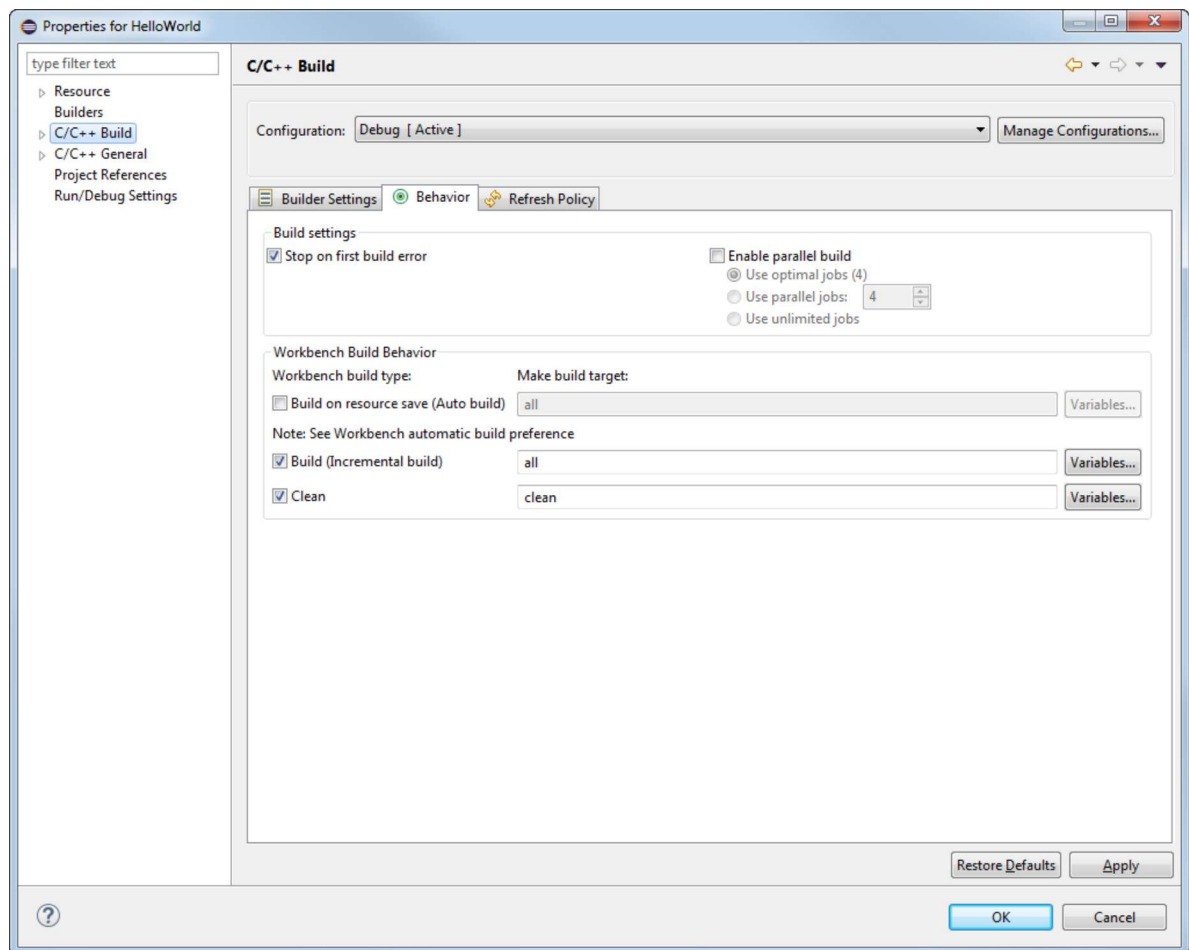 Properties for HelloWorld
type filter text
Resource
Builders
C/C++ Build
C/C++ General
Project References
Run/Debug Settings
C/C++ Build
Configuration: Debug [ Active ] Manage Configurations...
Builder Settings Behavior Refresh Policy
Build settings
Stop on first build error Enable parallel build
Use optimal jobs (4)
Use parallel jobs: 4
Use unlimited jobs
Workbench Build Behavior
Workbench build type: Make build target:
Build on resource save (Auto build) all Variables...
Note: See Workbench automatic build preference
Build (Incremental build) all Variables...
Clean clean Variables...
Restore Defaults Apply
? OK Cancel